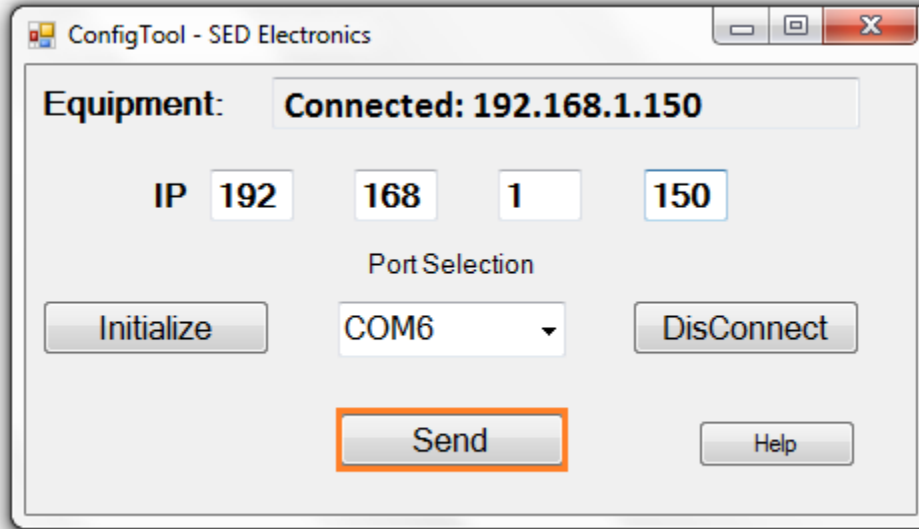 ConfigTool - SED Electronics
Equipment: Connected: 192.168.1.150
IP 192 168 1 150
Port Selection
Initialize COM6 DisConnect
Send Help